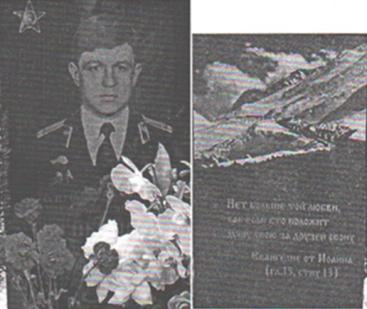 Нет больше той любви,
как если кто положит
душу свою за друзей своих
Евангелие от Иоанна
(гл.15, стих 13)